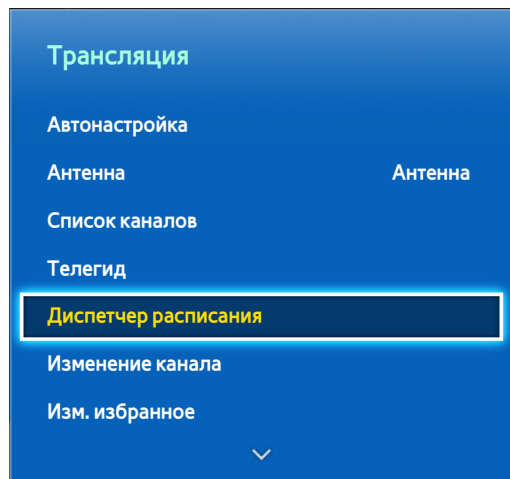 Трансляция
Автонастройка
Антенна Антенна
Список каналов
Телегид
Диспетчер расписания
Изменение канала
Изм. избранное